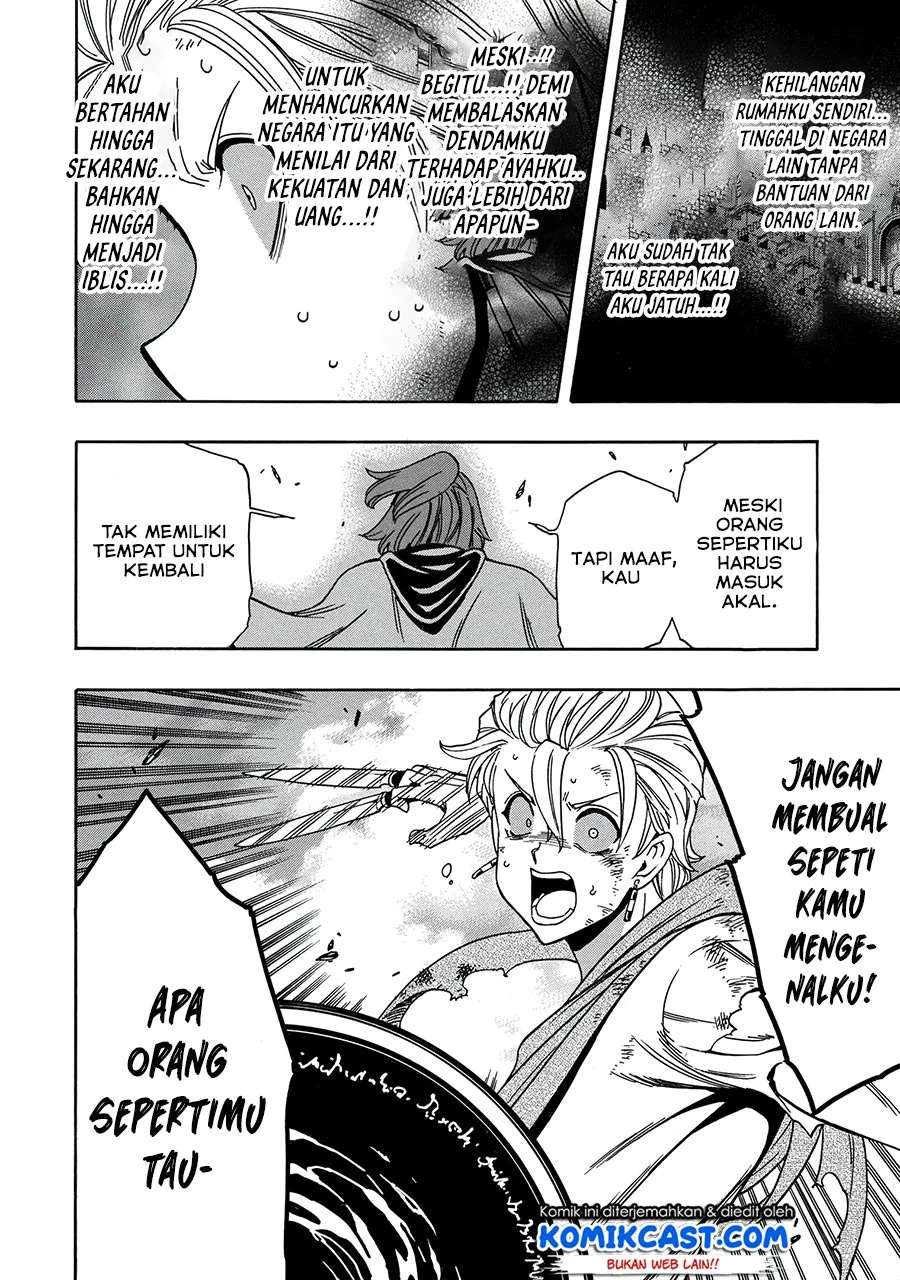 KEHILANGAN
RUMAHKU SENDIRI...
TINGGAL DI NEGARA
LAIN TANPA
BANTUAN DARI
ORANG LAIN.
AKU SUDAH TAK
TAU BERAPA KALI
AKU JATUH...!!
MESKI-!!
BEGITU...!! DEMI
MEMBALASKAN
DENDAMKU
TERHADAP AYAHKU..
JUGA LEBIH DARI
APAPUN-
UNTUK
MENHANCURKAN
NEGARA ITU YANG
MENILAI DARI
KEKUATAN DAN
UANG....!!
AKU
BERTAHAN
HINGGA
SEKARANG...
BAHKAN
HINGGA
MENJADI
IBLIS...!!
MESKI
ORANG
SEPERTIKU
HARUS
MASUK
AKAL.
TAPI MAAF,
KAU
TAK MEMILIKI
TEMPAT UNTUK
KEMBALI
JANGAN
MEMBUAL
SEPETI
KAMU
MENGE-
NALKU!
APA
ORANG
SEPERTIMU
TAU-
Komik ini diterjemahkan & diedit oleh
KOMIKCAST.COM
BUKAN WEB LAIN!!